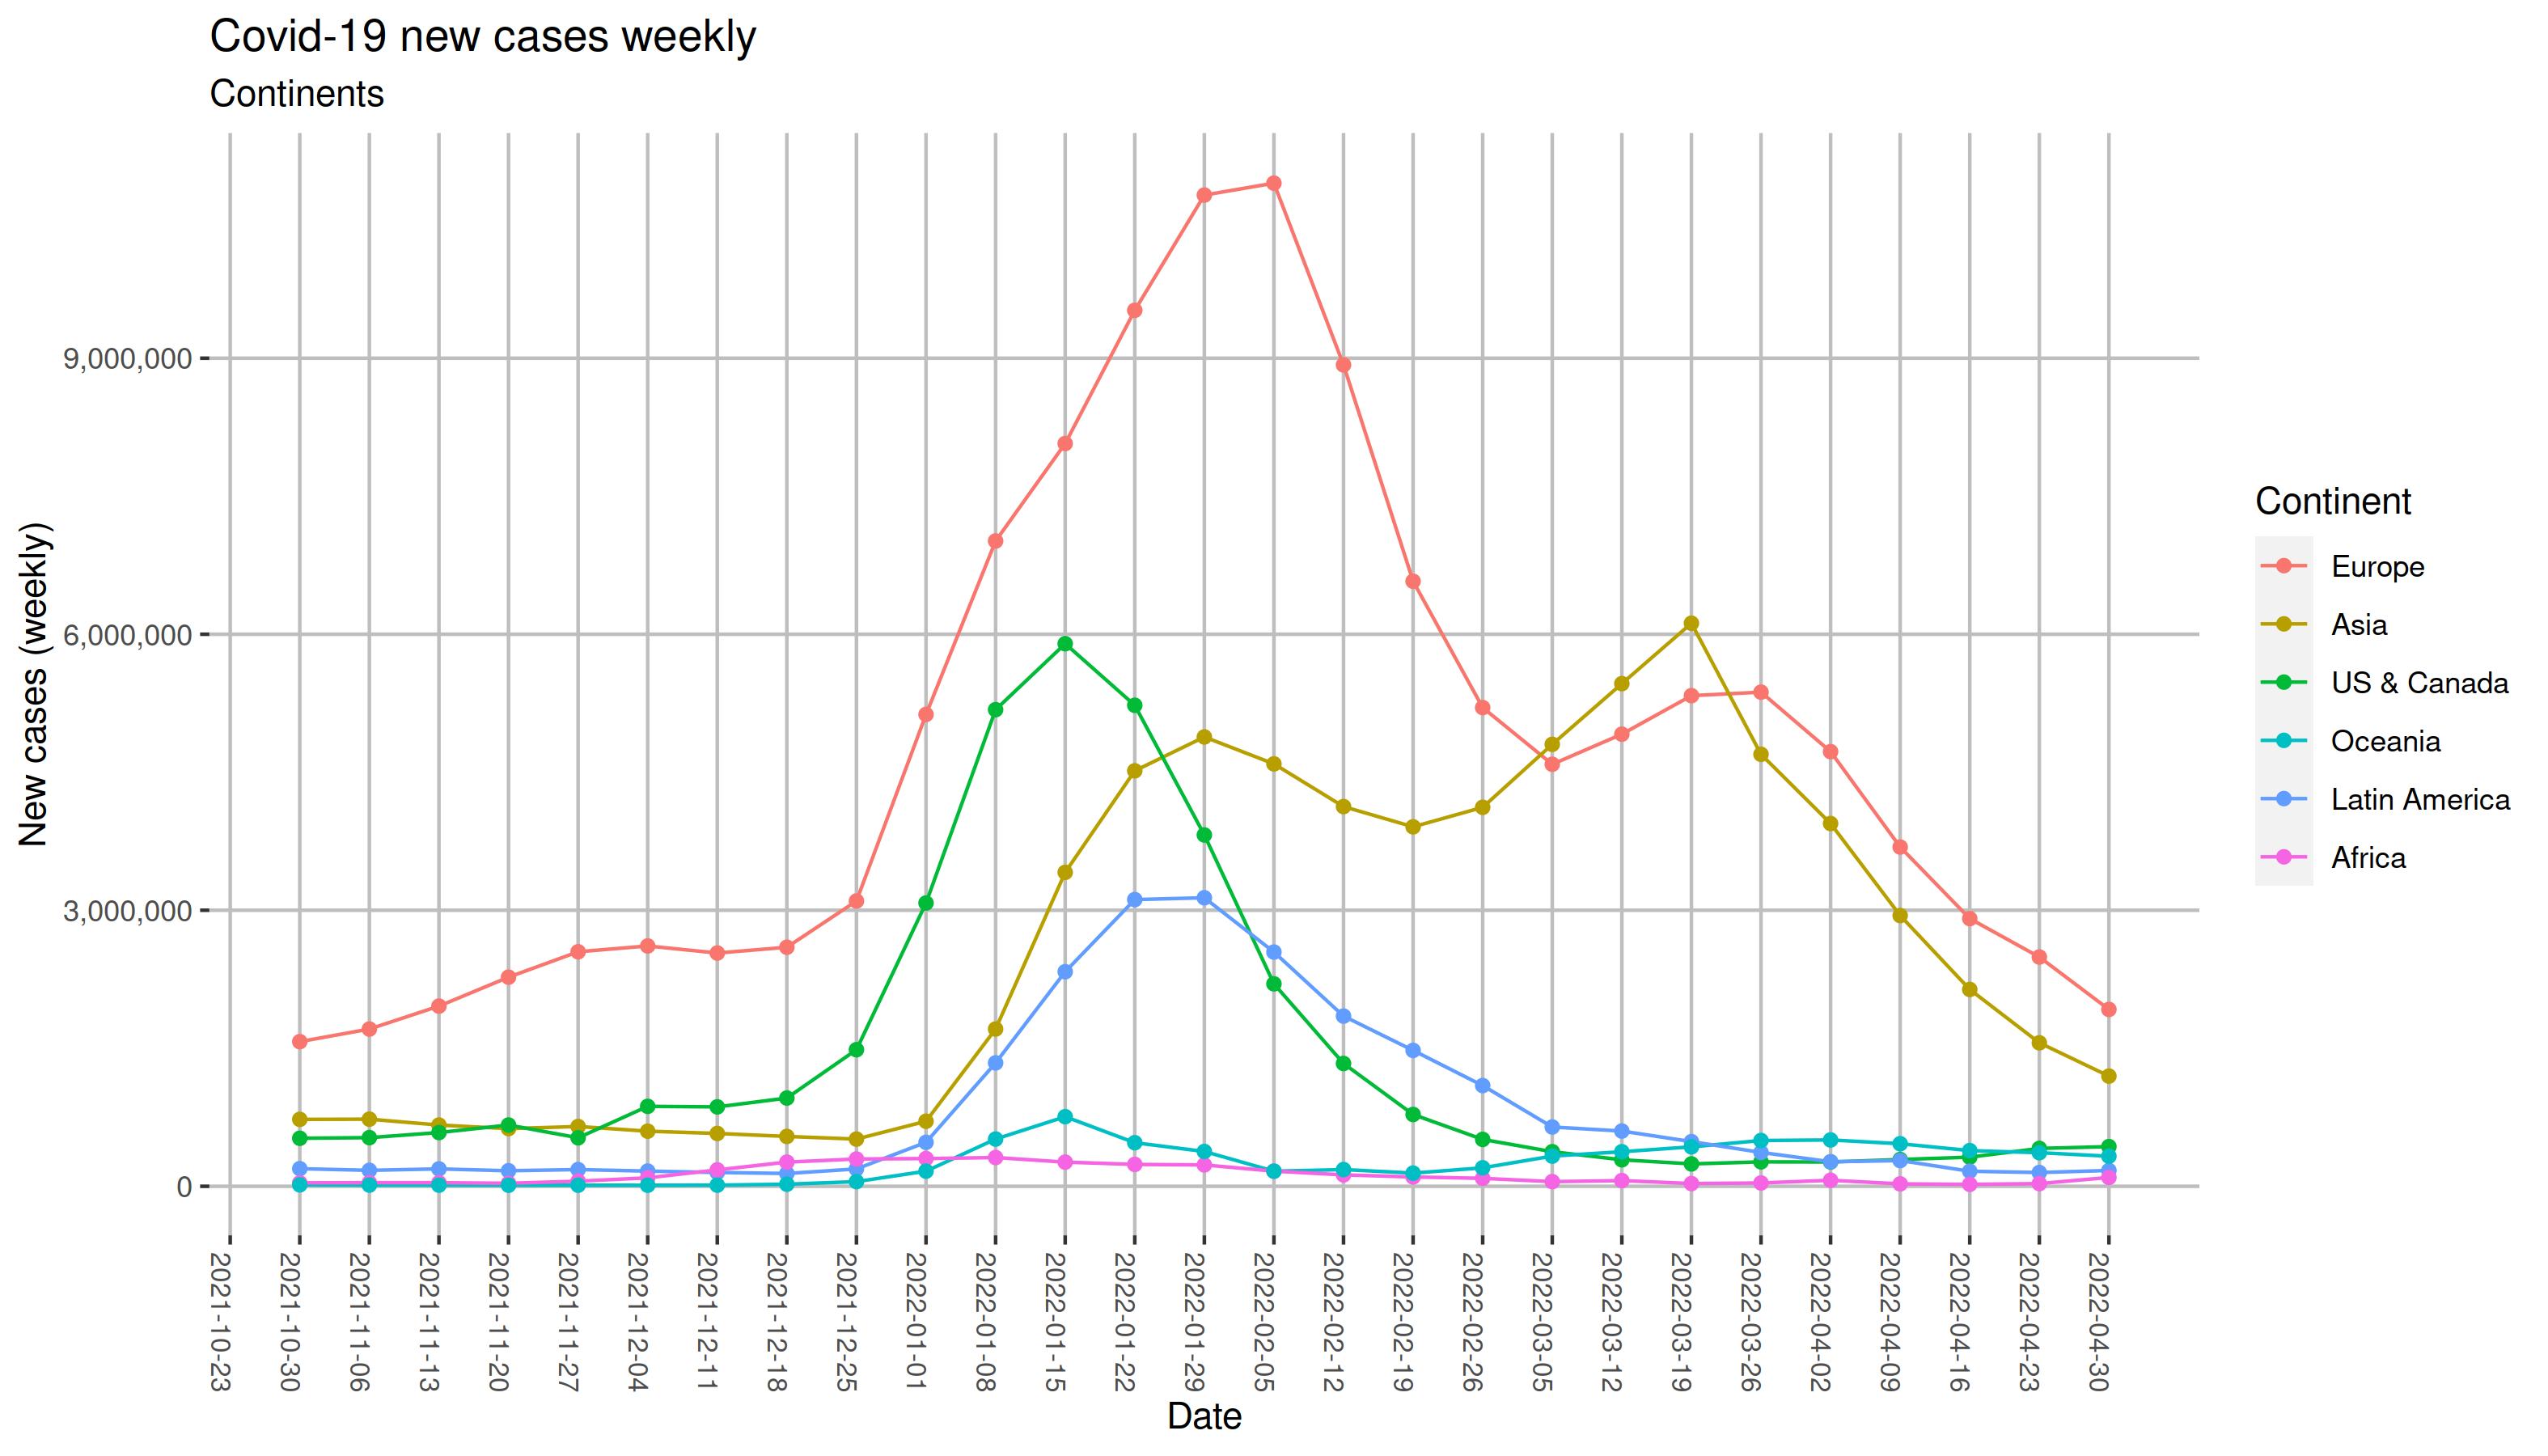 Covid-19 new cases weekly
Continents
New cases (weekly)
9,000,000
6,000,000
3,000,000
0
2021-10-23
2021-10-30
2021-11-06
2021-11-13
2021-11-20
2021-11-27
2021-12-04
2021-12-11
2021-12-18
2021-12-25
2022-01-01
2022-01-08
2022-01-15
2022-01-22
2022-01-29
2022-02-05
2022-02-12
2022-02-19
2022-02-26
2022-03-05
2022-03-12
2022-03-19
2022-03-26
2022-04-02
2022-04-09
2022-04-16
2022-04-23
2022-04-30
Date
Continent
Europe
Asia
US & Canada
Oceania
Latin America
Africa